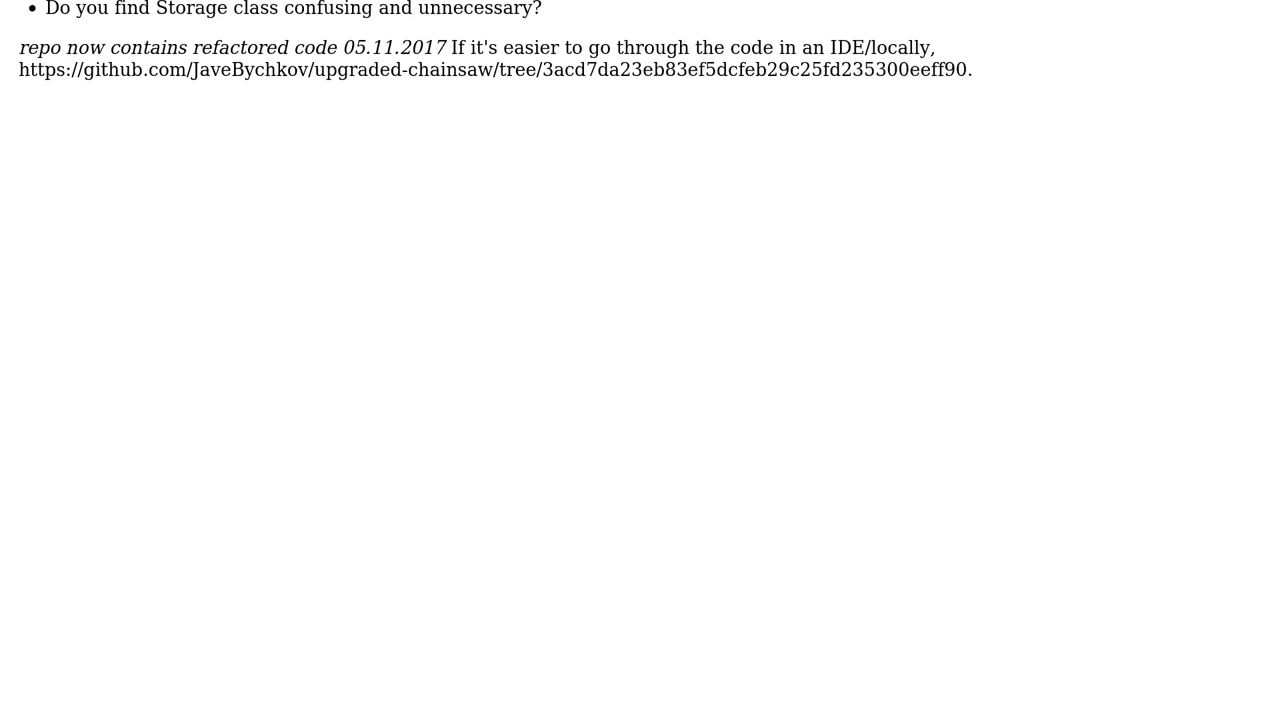 • Do you find Storage class confusing and unnecessary?
repo now contains refactored code 05.11.2017 If it's easier to go through the code in an IDE/locally,
https://github.com/JaveBychkov/upgraded-chainsaw/tree/3acd7da23eb83ef5dcfeb29c25fd235300eeff90.